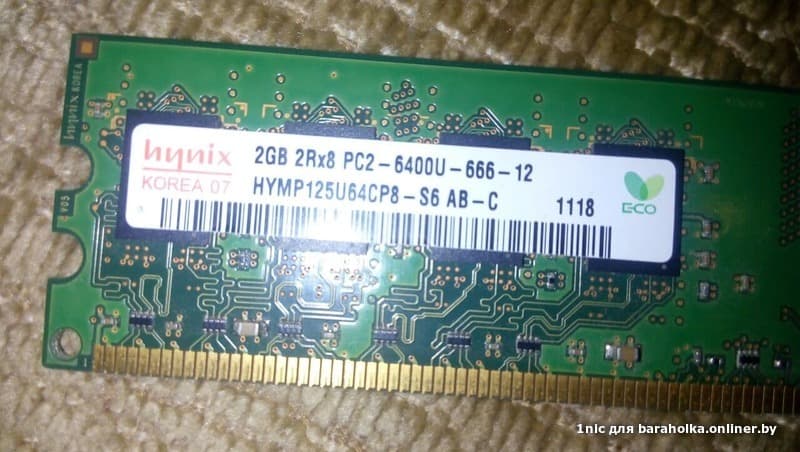 hynix KOREA
hynix
KOREA 07
2GB 2Rx8 PC2-6400U-666-12
HYMP125U64CP8-S6 AB-C
1118
ECO
1nic для baraholka.onliner.by